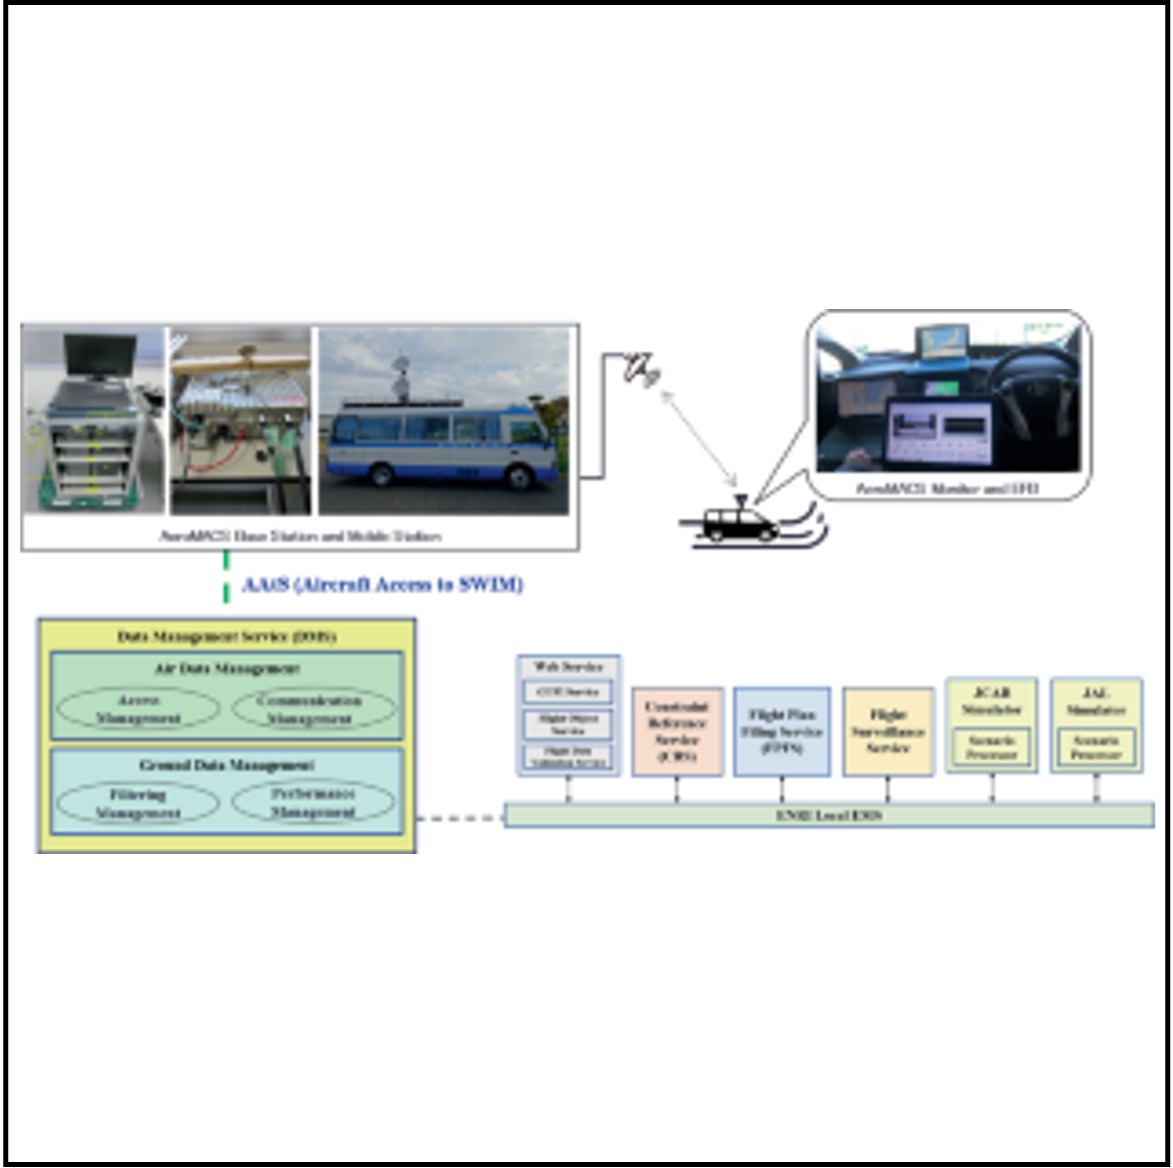 AeroMACS Base Station and Mobile Station
AeroMACS Monitor and EFB
AAtS (Aircraft Access to SWIM)
Data Management Service (DMS)
Air Data Management
Access
Management
Communication
Management
Ground Data Management
Filtering
Management
Performance
Management
Web Service
Service
Flight Object
Service
Flight Data
Validation Service
Constraint
Reference
Service
(CRS)
Flight Plan
Filing Service
(FPFS)
Flight
Surveillance
Service
JCAB
Simulator
Scenario
Processor
JAL
Simulator
Scenario
Processor
ENRI Local